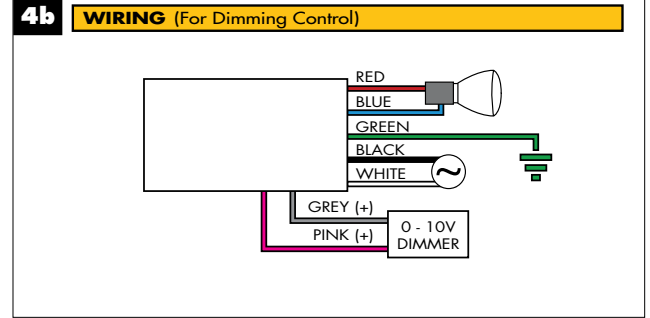 4b WIRING (For Dimming Control)
RED
BLUE
GREEN
BLACK
WHITE
GREY (+)
PINK (+)
0 - 10V
DIMMER